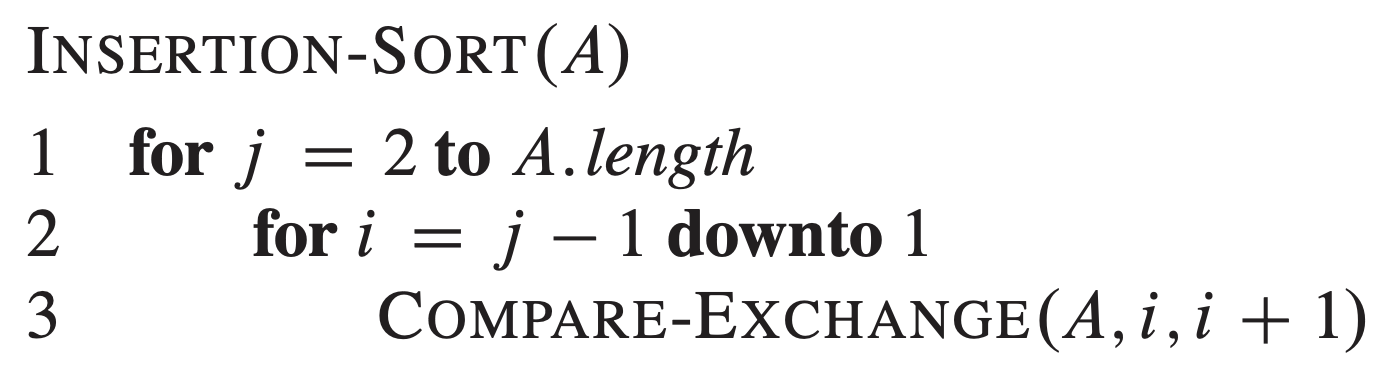 INSERTION-SORT(A)
1 for j = 2 to A.length
2 for i = j − 1 downto 1
3 COMPARE-EXCHANGE(A, i, i + 1)